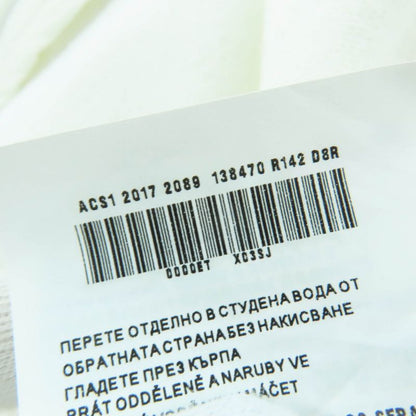 ACS1 2017 2089 138470 R142 D8R
0000ET X03SJ
ПЕРЕТЕ ОТДЕЛНО В СТУДЕНА ВОДА ОТ
ОБРАТНАТА СТРАНА БЕЗ НАКИСВАНЕ
ГЛАДЕТЕ ПРЕЗ КЪРПА
PRÁT ODDĚLENĚ A NARUBY VE